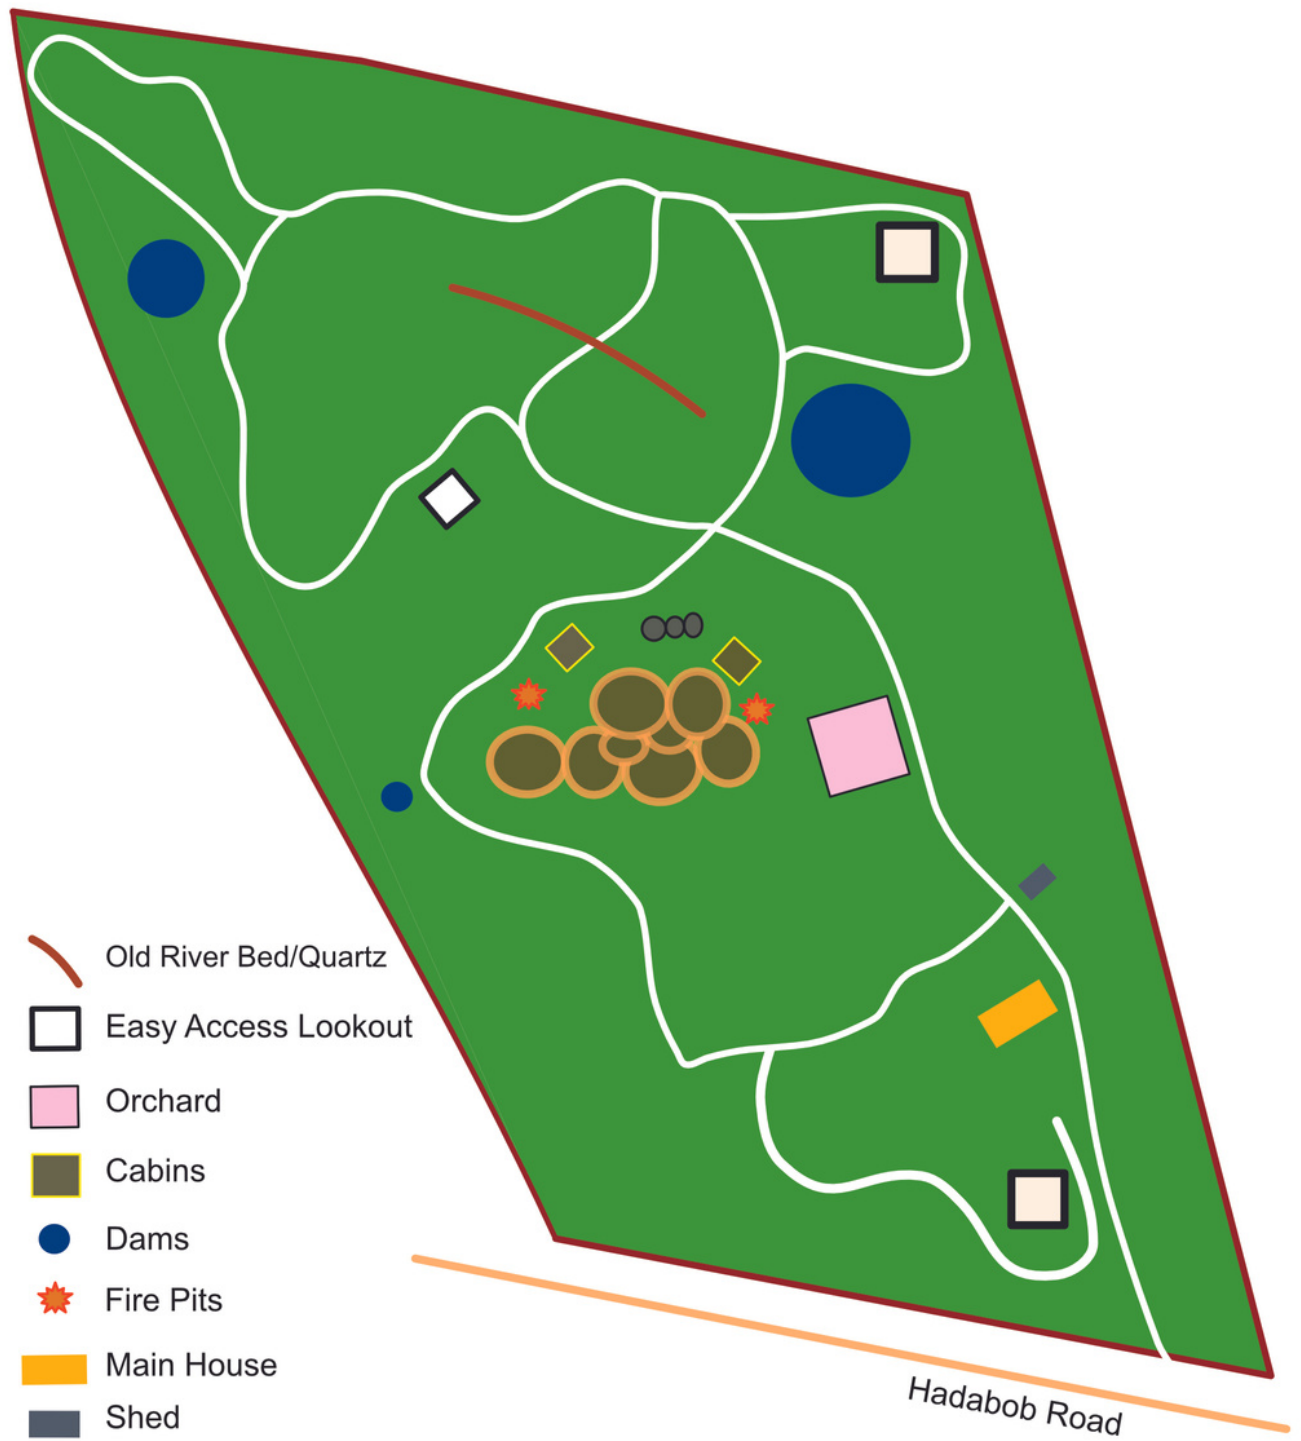 Old River Bed/Quartz
Easy Access Lookout
Orchard
Cabins
Dams
Fire Pits
Main House
Shed
Hadabob Road